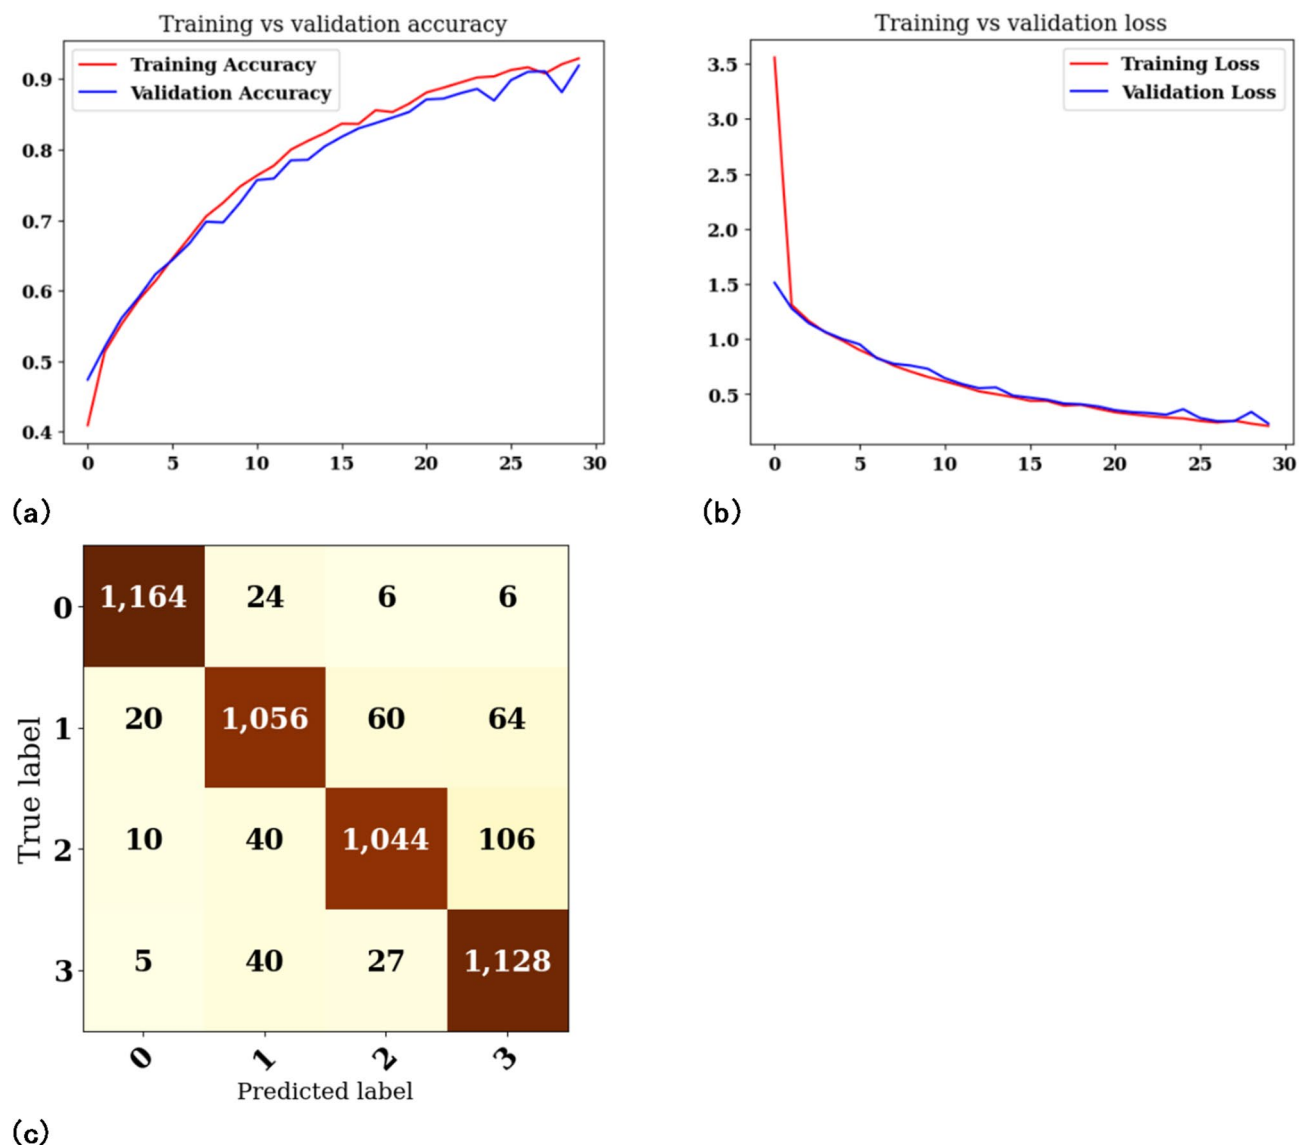 Training vs validation accuracy
Training Accuracy
Validation Accuracy
0.9
0.8
0.7
0.6
0.5
0.4
0 5 10 15 20 25 30
(a)
Training vs validation loss
Training Loss
Validation Loss
3.5
3.0
2.5
2.0
1.5
1.0
0.5
0 5 10 15 20 25 30
(b)
True label
0 1,164 24 6 6
1 20 1,056 60 64
2 10 40 1,044 106
3 5 40 27 1,128
0 1 2 3
Predicted label
(c)